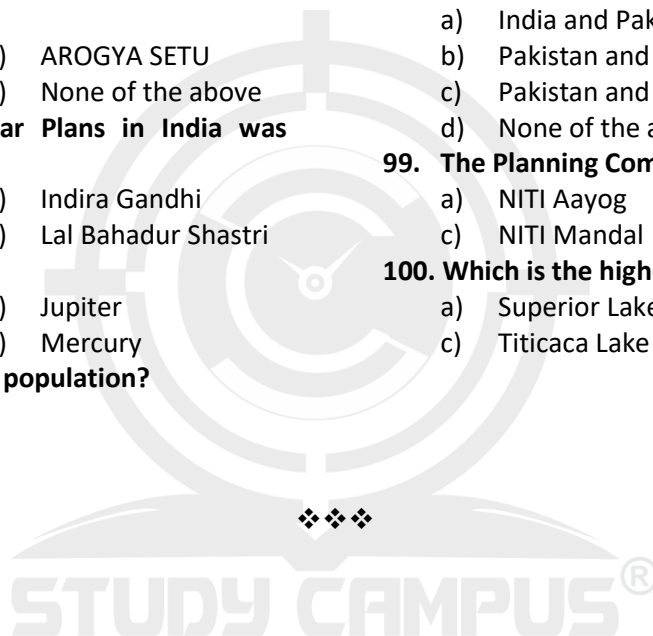 ) AROGYA SETU
) None of the above
ar Plans in India was
) Indira Gandhi
) Lal Bahadur Shastri
) Jupiter
) Mercury
population?
a) India and Pak
b) Pakistan and
c) Pakistan and
d) None of the a
99. The Planning Com
a) NITI Aayog
c) NITI Mandal
100. Which is the high
a) Superior Lake
c) Titicaca Lake
❖❖❖
STUDY CAMPUS®